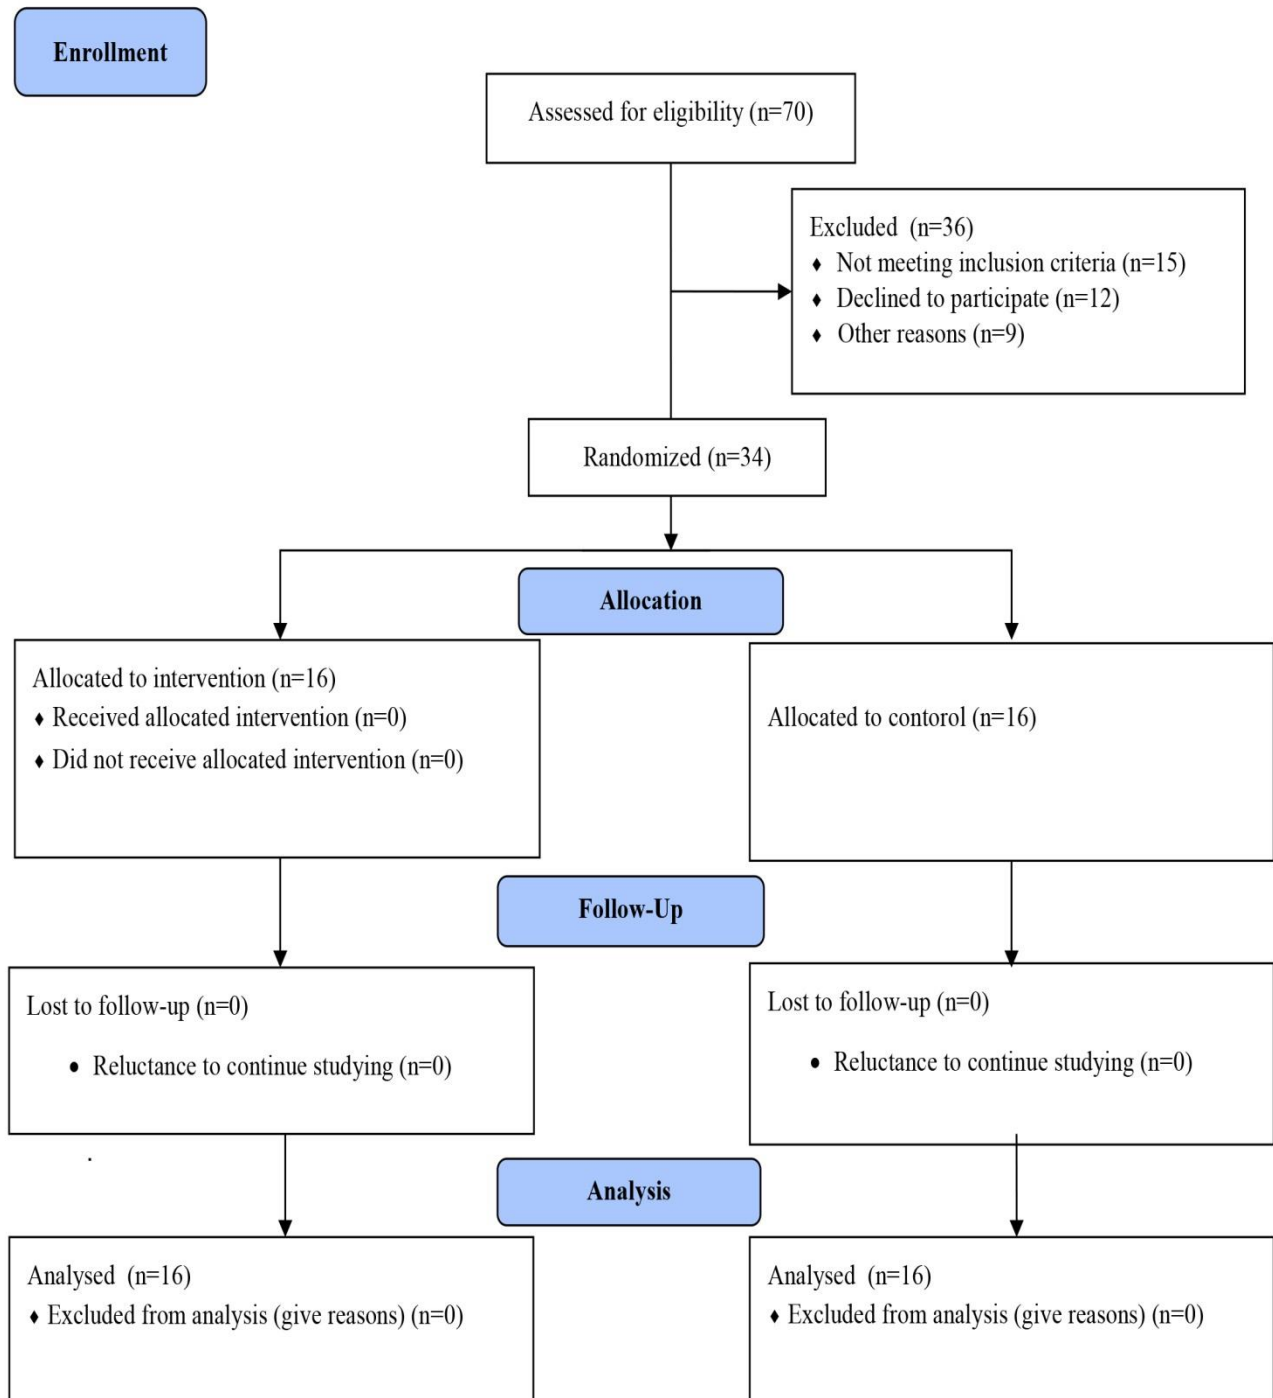 Enrollment
Assessed for eligibility (n=70)
Excluded (n=36)
♦ Not meeting inclusion criteria (n=15)
♦ Declined to participate (n=12)
♦ Other reasons (n=9)
Randomized (n=34)
Allocation
Allocated to intervention (n=16)
♦ Received allocated intervention (n=0)
♦ Did not receive allocated intervention (n=0)
Allocated to contorol (n=16)
Follow-Up
Lost to follow-up (n=0)
• Reluctance to continue studying (n=0)
Lost to follow-up (n=0)
• Reluctance to continue studying (n=0)
.
Analysis
Analysed (n=16)
♦ Excluded from analysis (give reasons) (n=0)
Analysed (n=16)
♦ Excluded from analysis (give reasons) (n=0)